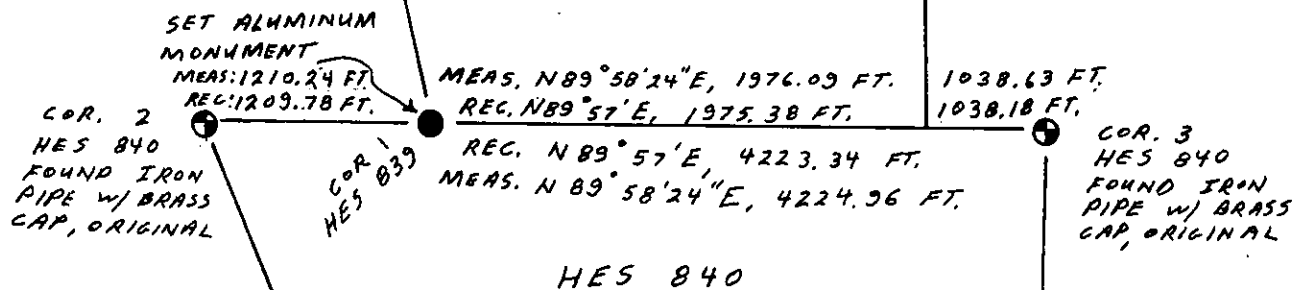 SET ALUMINUM
MONUMENT
MEAS:1210.24 FT.
REC:1209.78 FT.
COR. 2
HES 840
FOUND IRON
PIPE W/ BRASS
CAP, ORIGINAL
COR 1
HES 839
MEAS. N89°58'24"E, 1976.09 FT.
REC. N89°57'E, 1975.38 FT.
1038.63 FT.
1038.18 FT.
REC. N 89°57'E, 4223.34 FT.
MEAS. N 89°58'24"E, 4224.96 FT.
COR. 3
HES 840
FOUND IRON
PIPE W/ BRASS
CAP, ORIGINAL
HES 840